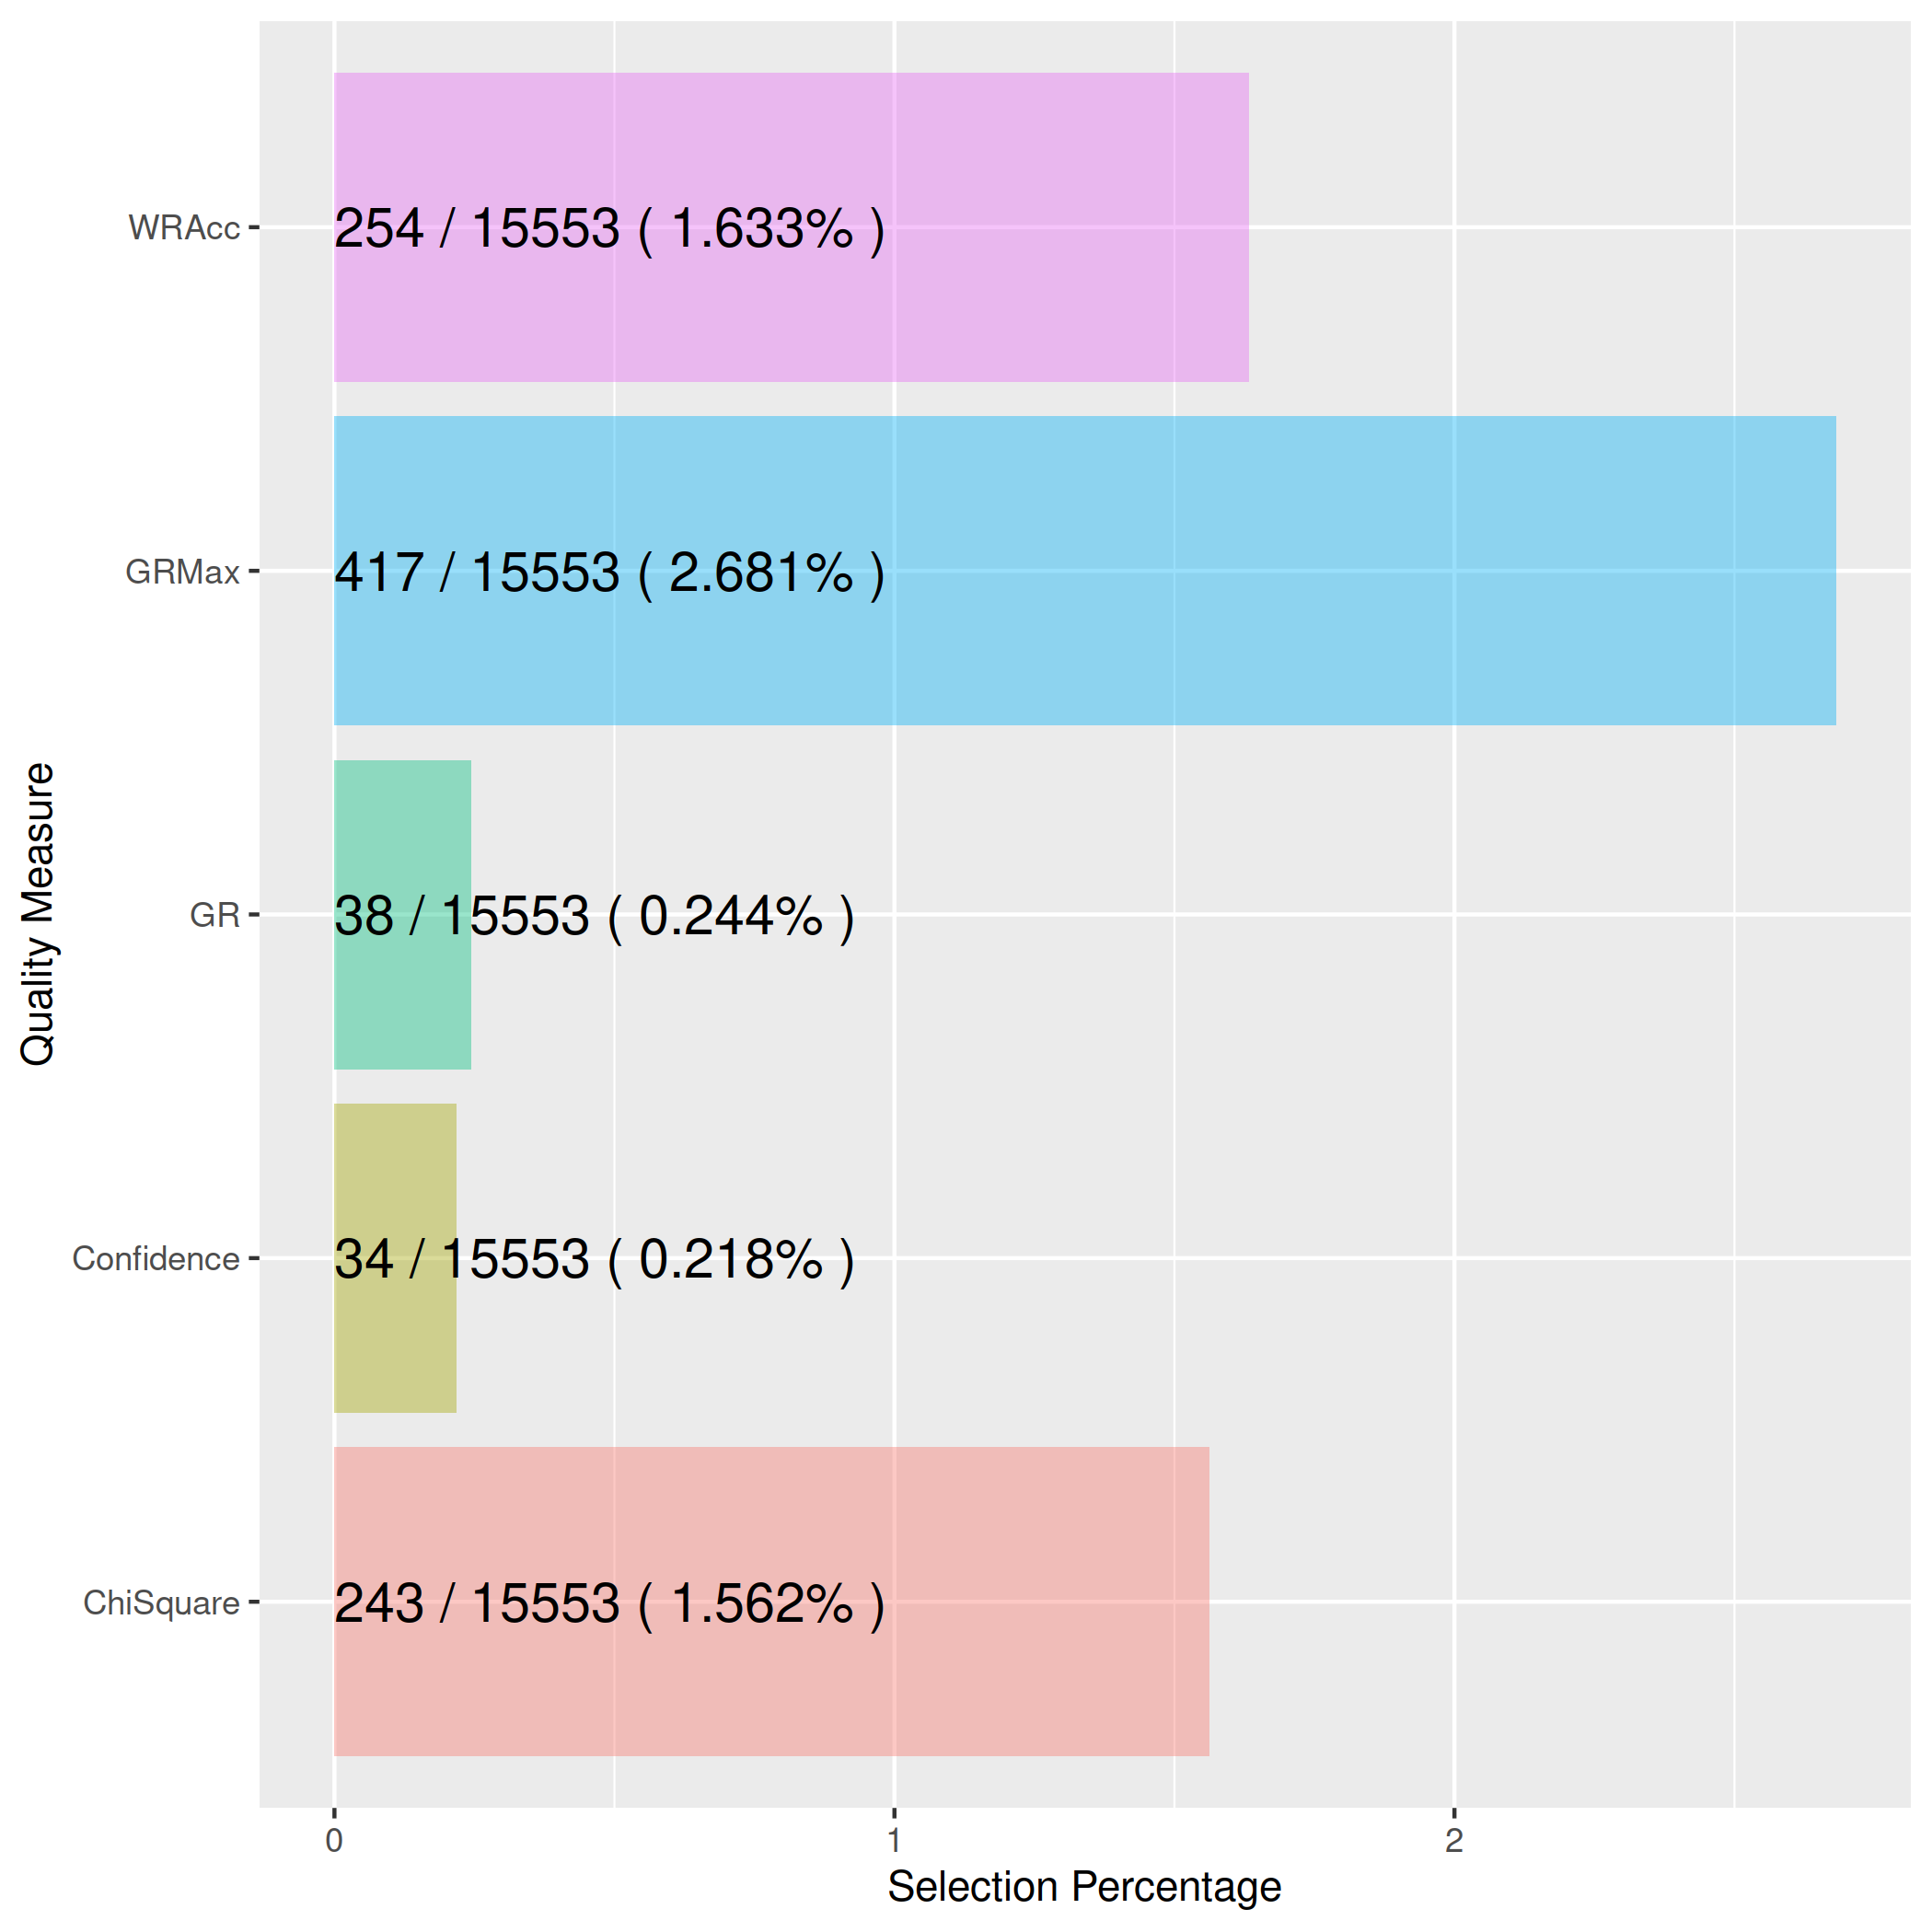 WRAcc
254 / 15553 ( 1.633% )
GRMax
417 / 15553 ( 2.681% )
GR
38 / 15553 ( 0.244% )
Confidence
34 / 15553 ( 0.218% )
ChiSquare
243 / 15553 ( 1.562% )
Quality Measure
0 1 2
Selection Percentage